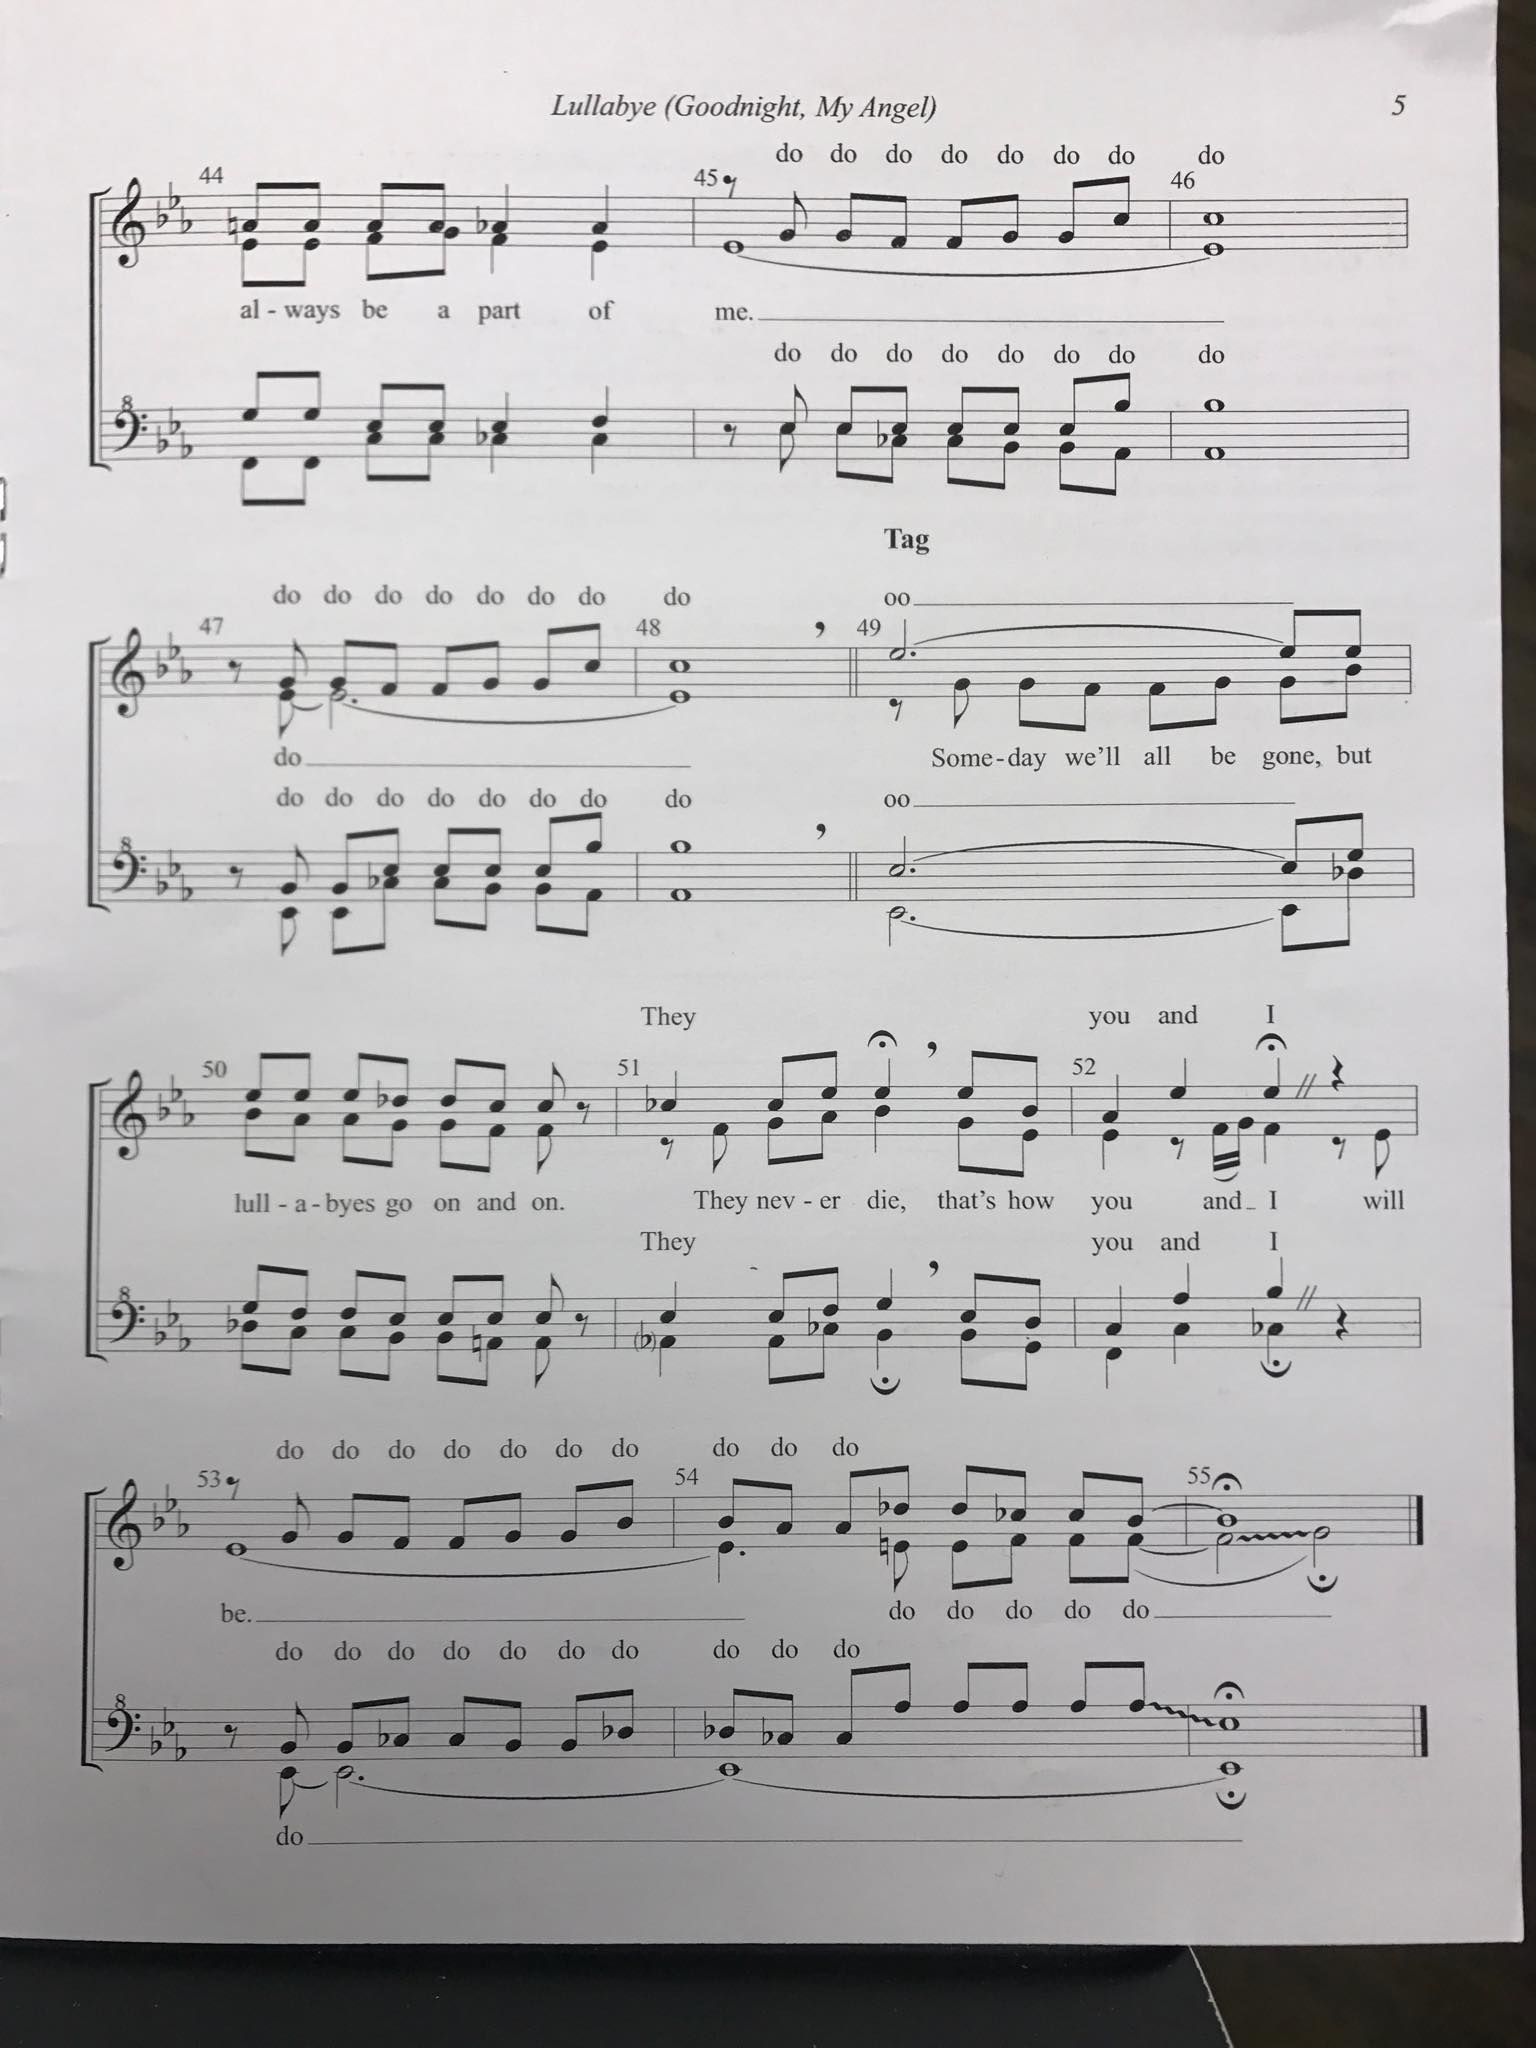 Lullabye (Goodnight, My Angel) 5
do do do do do do do do
44 45 46
al - ways be a part of me.
do do do do do do do do
8
Tag
do do do do do do do do oo
47 48 49
do Some - day we'll all be gone, but
do do do do do do do do oo
8
They you and I
50 51 52
lull - a - byes go on and on. They nev - er die, that's how you and I will
They you and I
8
do do do do do do do do do do
53 54 55
be. do do do do do
do do do do do do do do do do
8
do